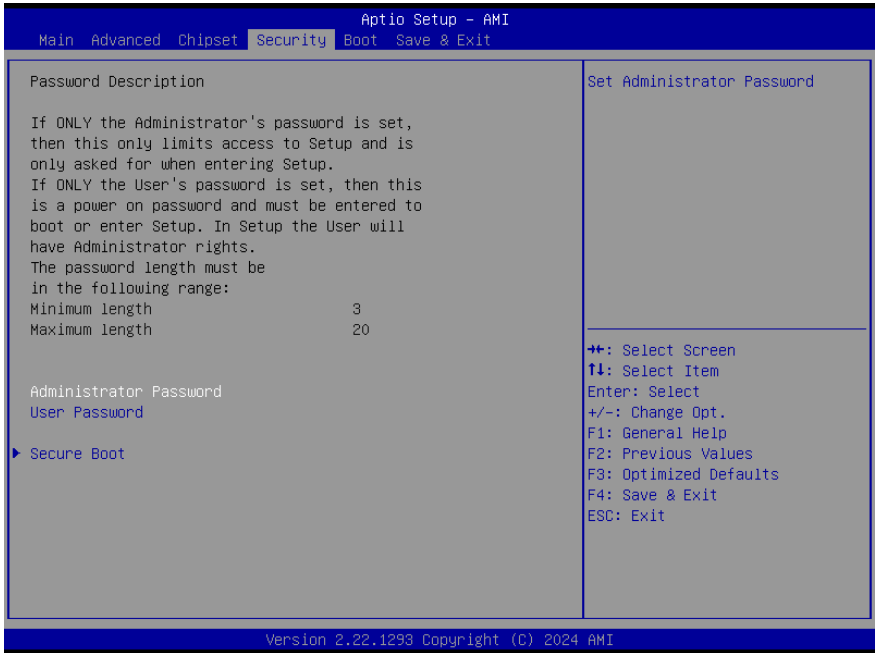 Aptio Setup – AMI
Main Advanced Chipset Security Boot Save & Exit
Password Description
If ONLY the Administrator's password is set,
then this only limits access to Setup and is
only asked for when entering Setup.
If ONLY the User's password is set, then this
is a power on password and must be entered to
boot or enter Setup. In Setup the User will
have Administrator rights.
The password length must be
in the following range:
Minimum length 3
Maximum length 20
Administrator Password
User Password
Secure Boot
Set Administrator Password
→←: Select Screen
↑↓: Select Item
Enter: Select
+/-: Change Opt.
F1: General Help
F2: Previous Values
F3: Optimized Defaults
F4: Save & Exit
ESC: Exit
Version 2.22.1293 Copyright (C) 2024 AMI